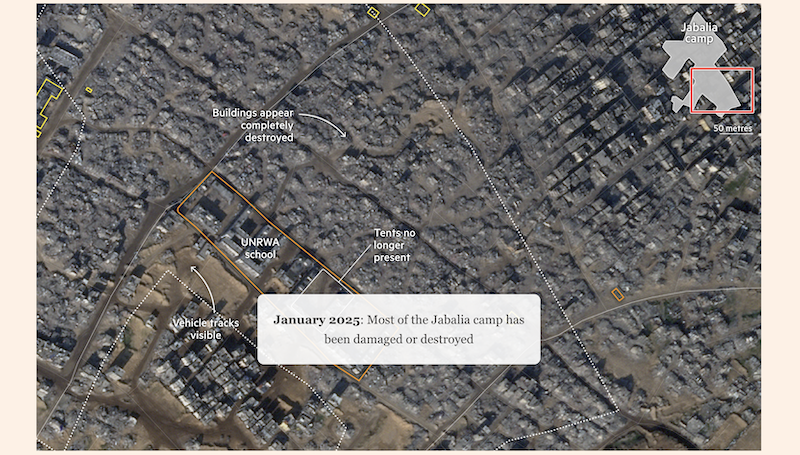 Jabalia
camp
50 metres
Buildings appear
completely
destroyed
UNRWA
school
Tents no
longer
present
Vehicle tracks
visible
January 2025: Most of the Jabalia camp has
been damaged or destroyed